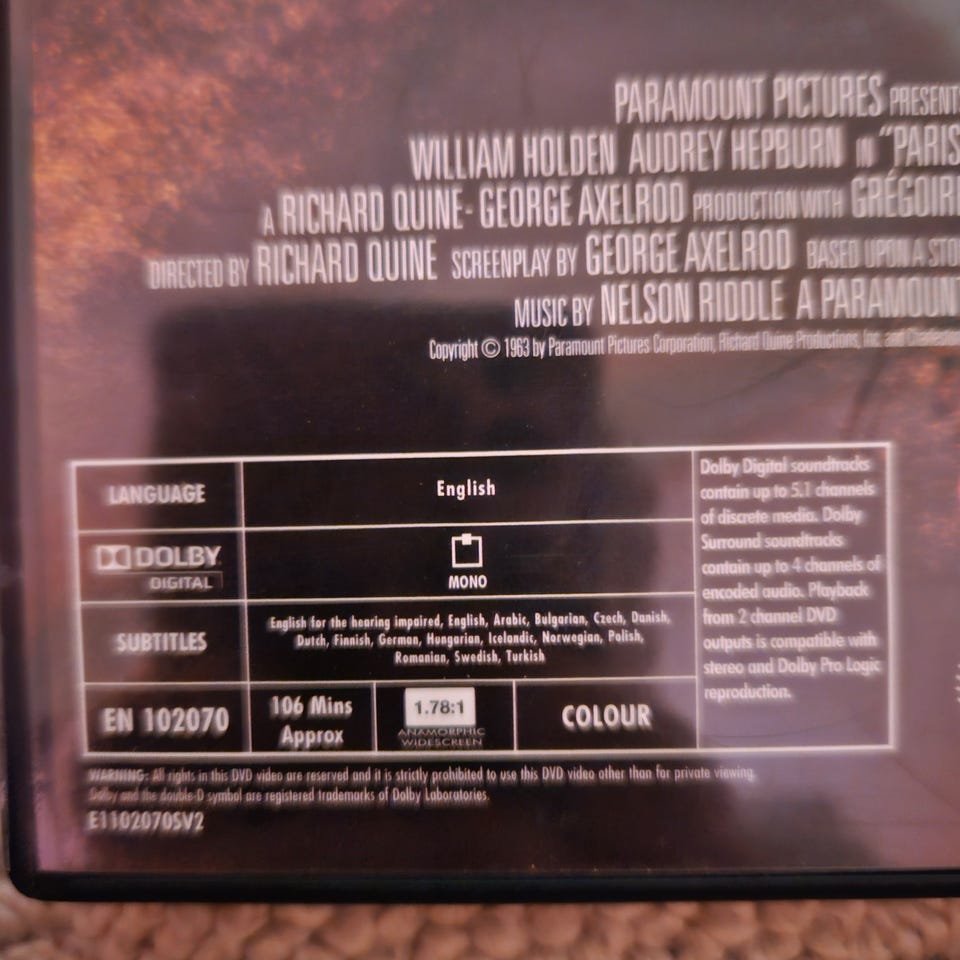 PARAMOUNT PICTURES PRESENT
WILLIAM HOLDEN AUDREY HEPBURN IN "PARIS
A RICHARD QUINE- GEORGE AXELROD PRODUCTION WITH GRÉGOIR
DIRECTED BY RICHARD QUINE SCREENPLAY BY GEORGE AXELROD BASED UPON A STO
MUSIC BY NELSON RIDDLE A PARAMOUNT
Copyright © 1963 by Paramount Pictures Corporation, Richard Quine Productions, Inc. and
LANGUAGE
English
DOLBY
DIGITAL
MONO
SUBTITLES
English for the hearing impaired, English, Arabic, Bulgarian, Czech, Danish,
Dutch, Finnish, German, Hungarian, Icelandic, Norwegian, Polish,
Romanian, Swedish, Turkish
EN 102070
106 Mins
Approx
1.78:1
ANAMORPHIC
WIDESCREEN
COLOUR
Dolby Digital soundtracks
contain up to 5.1 channels
of discrete media. Dolby
Surround soundtracks
contain up to 4 channels of
encoded audio. Playback
from 2 channel DVD
outputs is compatible with
stereo and Dolby Pro Logic
reproduction.
WARNING: All rights in this DVD video are reserved and it is strictly prohibited to use this DVD video other than for private viewing.
Dolby and the double-D symbol are registered trademarks of Dolby Laboratories.
E1102070SV2